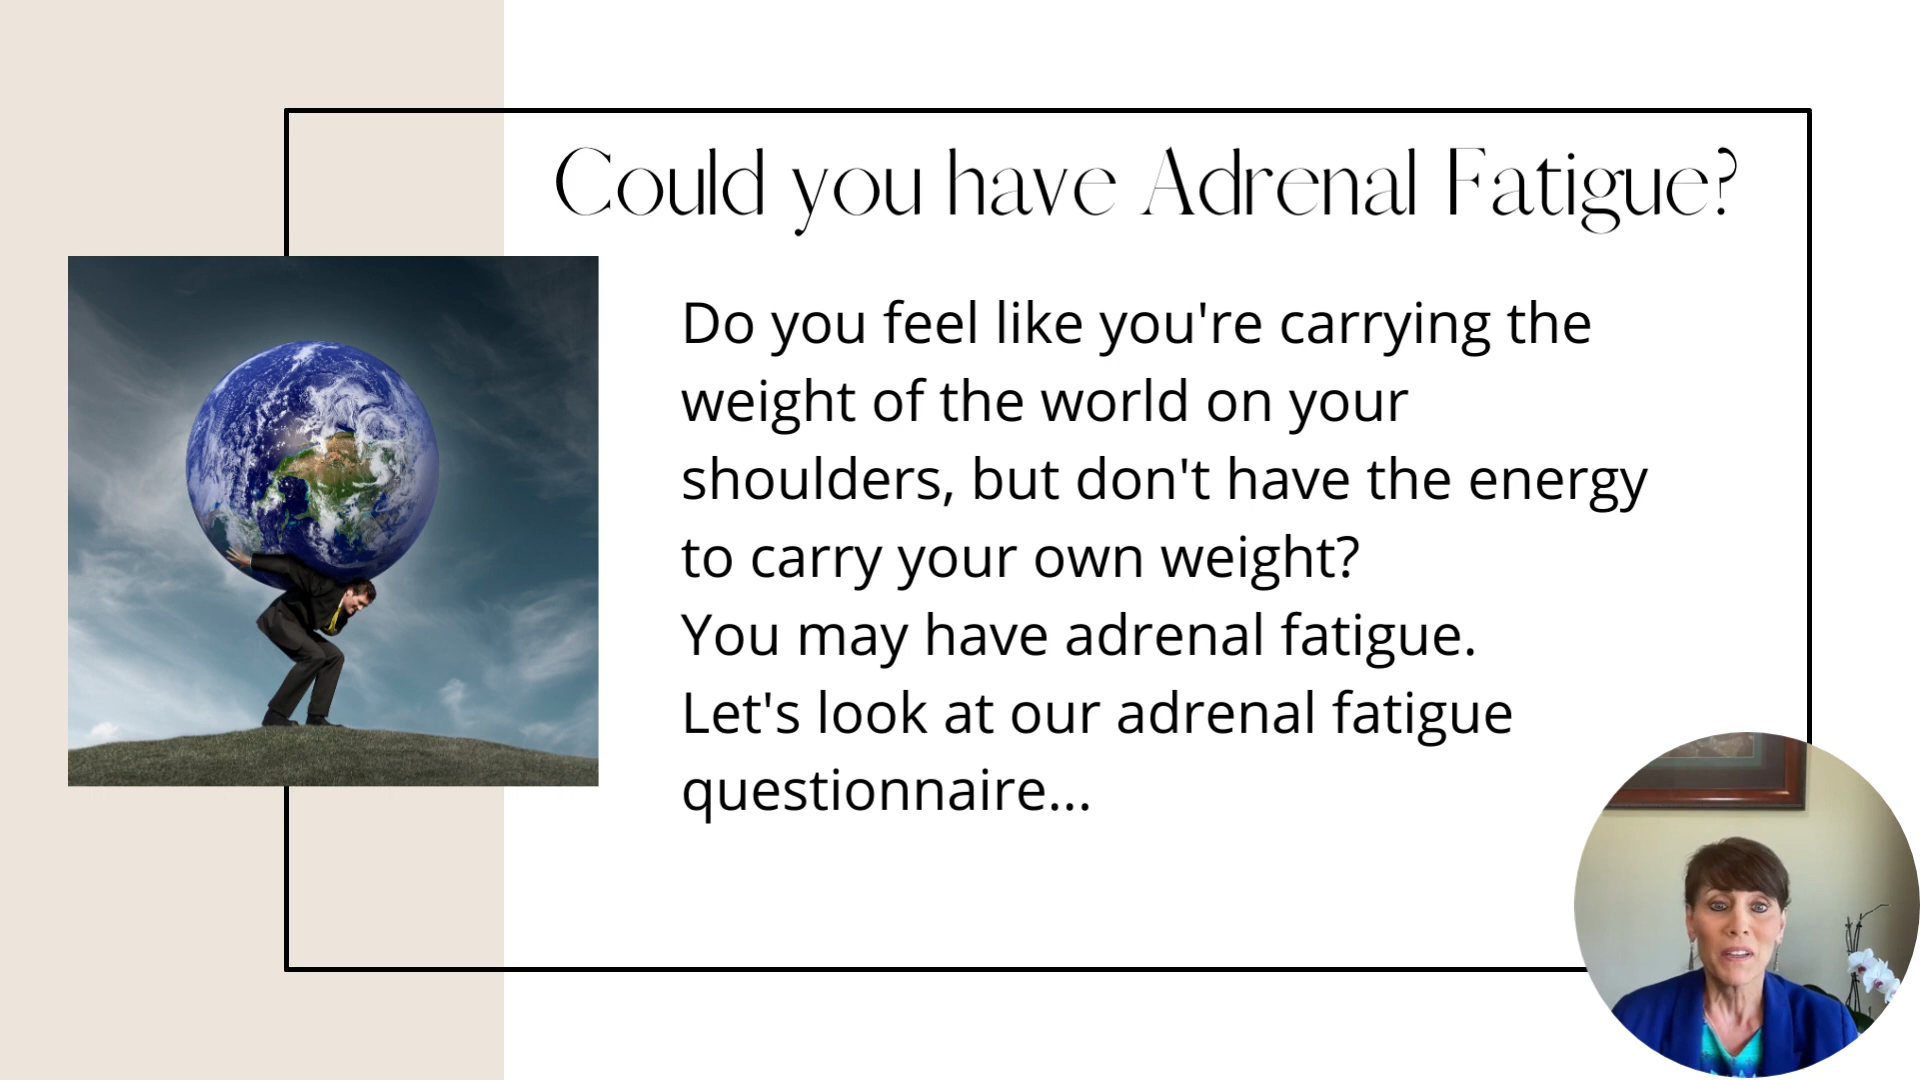 Could you have Adrenal Fatigue?
Do you feel like you're carrying the
weight of the world on your
shoulders, but don't have the energy
to carry your own weight?
You may have adrenal fatigue.
Let's look at our adrenal fatigue
questionnaire...